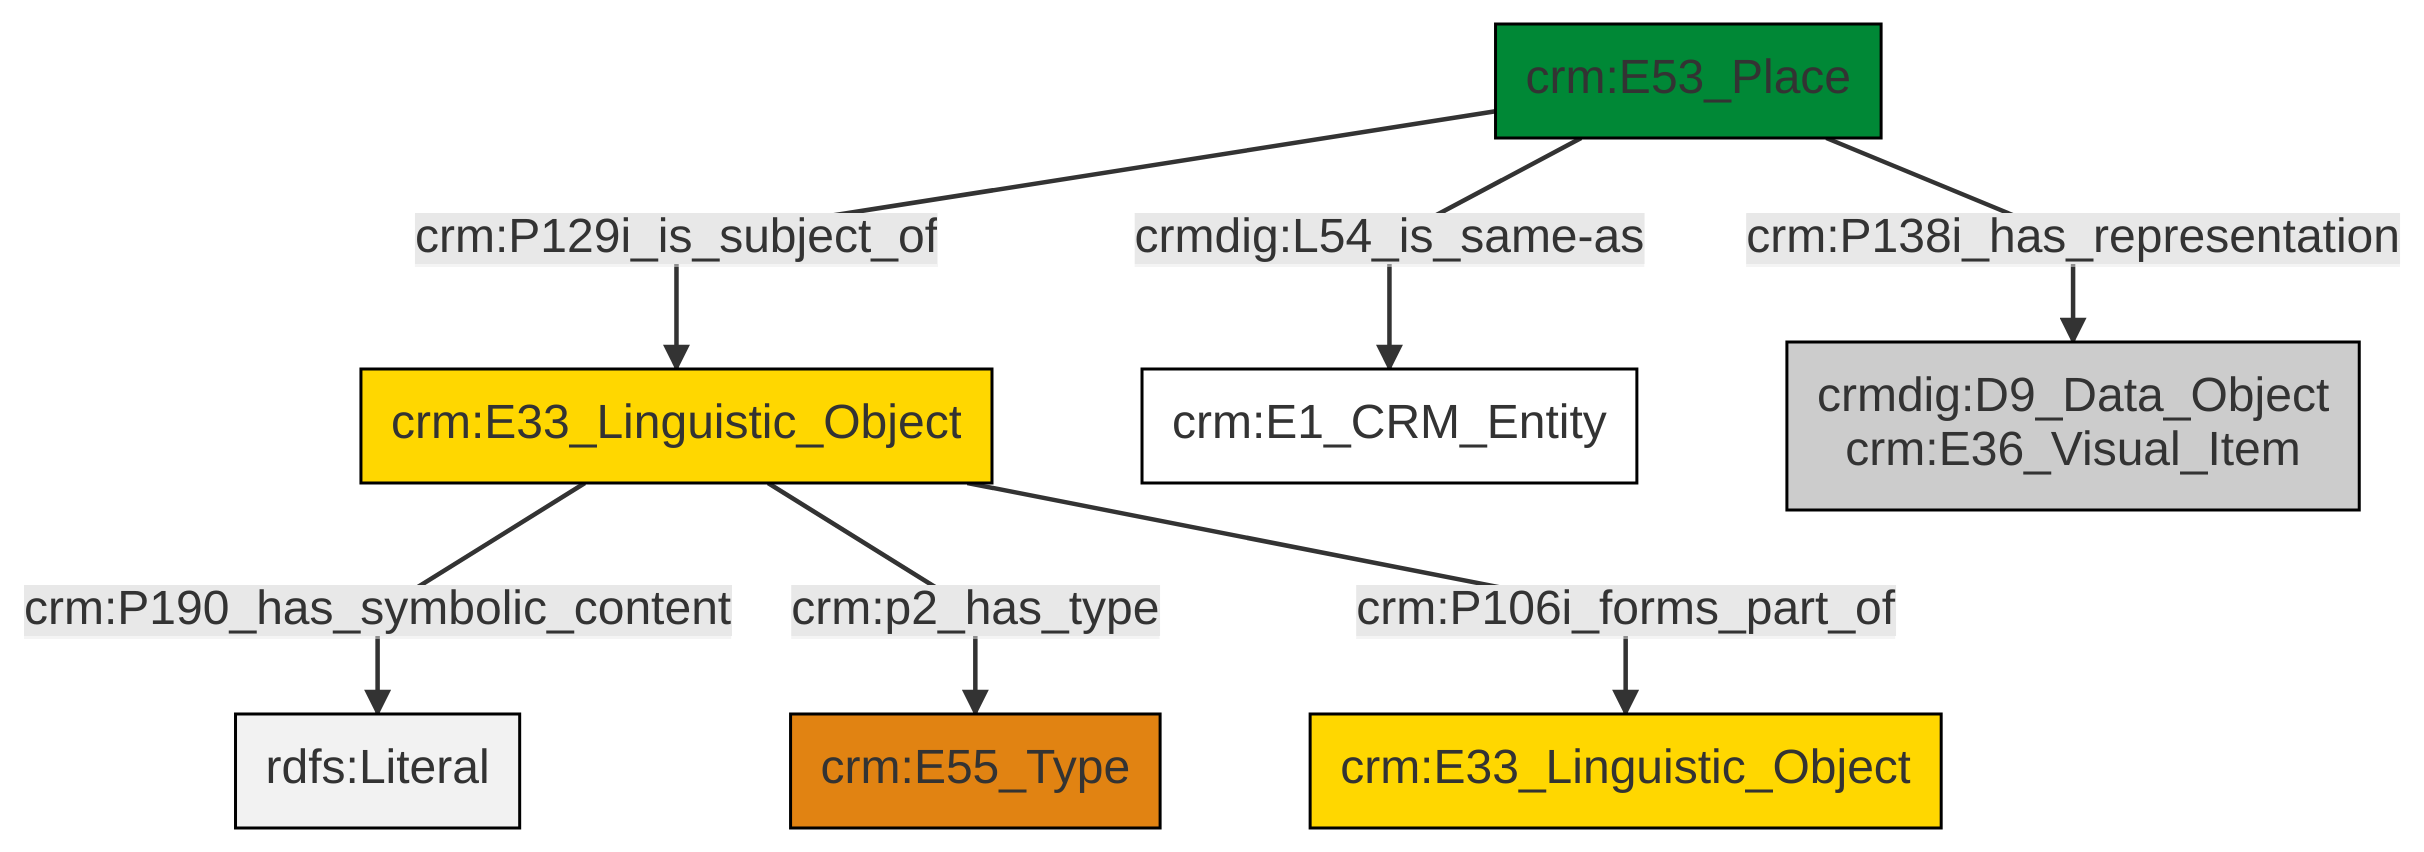 crm:E53_Place
crm:P129i_is_subject_of
crmdig:L54_is_same-as
crm:P138i_has_representation
crm:E33_Linguistic_Object
crm:E1_CRM_Entity
crmdig:D9_Data_Object
crm:E36_Visual_Item
crm:P190_has_symbolic_content
crm:p2_has_type
crm:P106i_forms_part_of
rdfs:Literal
crm:E55_Type
crm:E33_Linguistic_Object